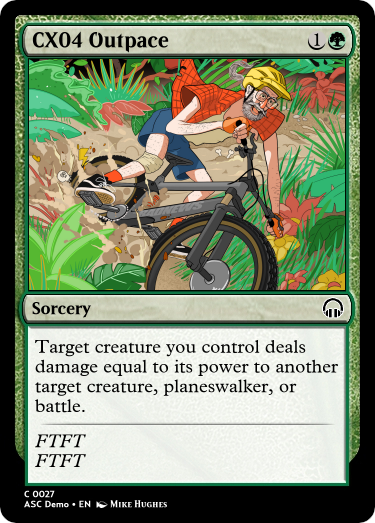 CX04 Outpace 1
Sorcery
Target creature you control deals
damage equal to its power to another
target creature, planeswalker, or
battle.
FTFT
FTFT
C 0027
ASC Demo • EN Mike Hughes